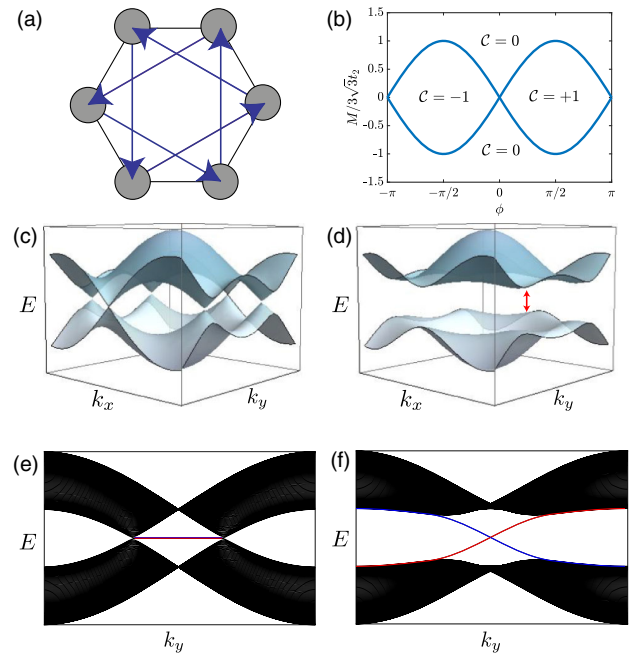 (a)
(b)
M/3√3t₂
1.5
1
0.5
0
-0.5
-1
-1.5
C = 0
C = −1
C = +1
C = 0
−π
−π/2
0
π/2
π
ϕ
(c)
E
k_x
k_y
(d)
E
k_x
k_y
(e)
E
k_y
(f)
E
k_y